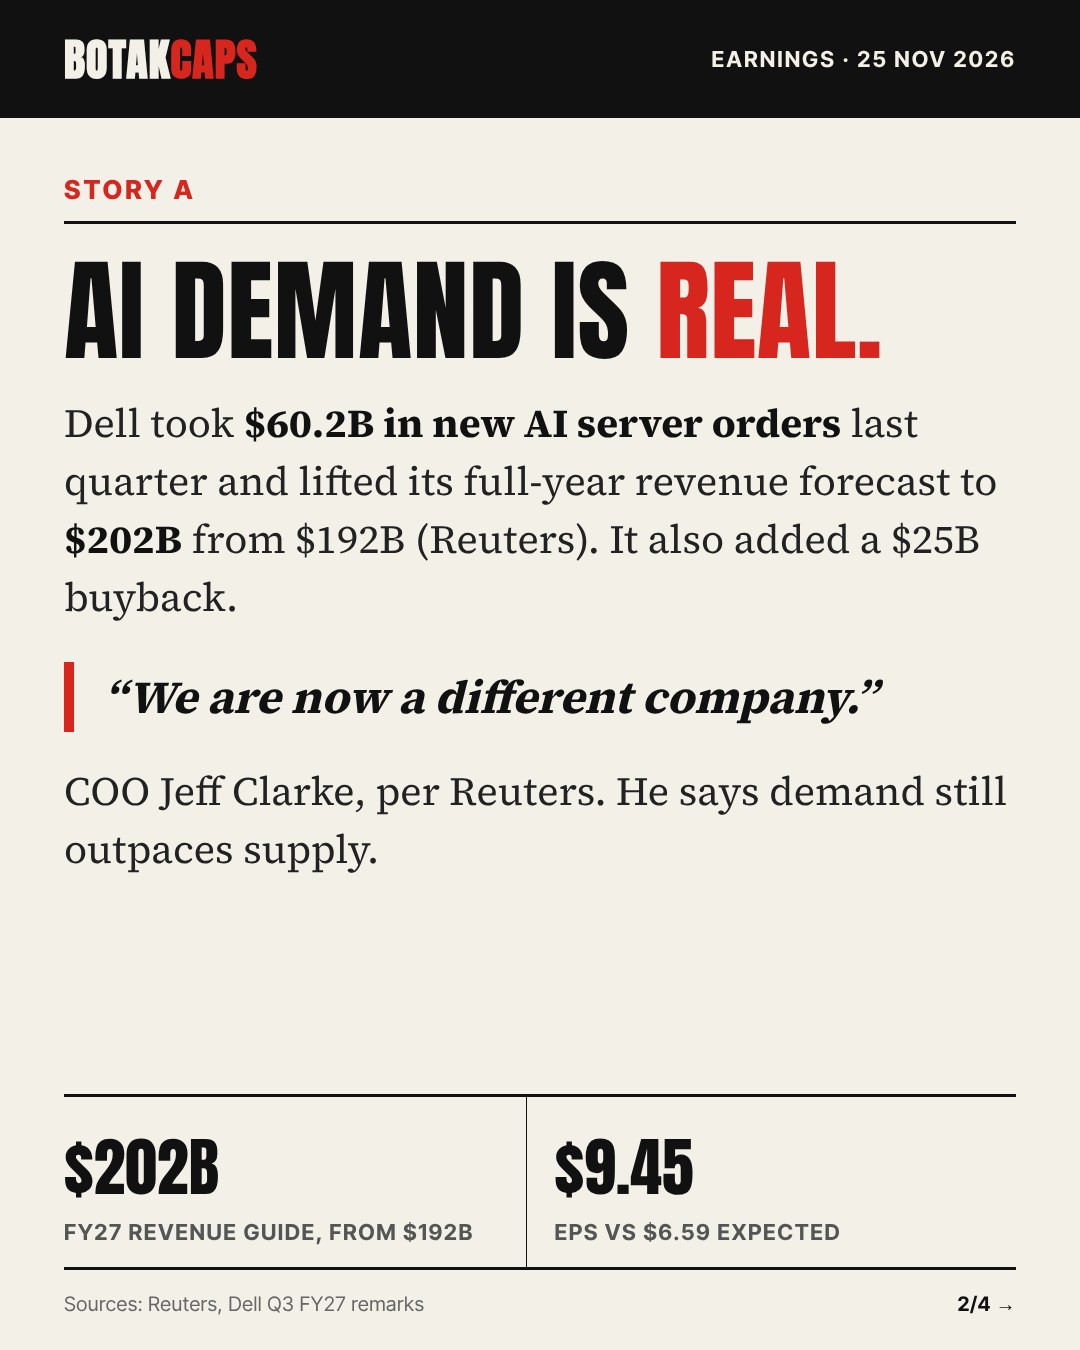 BOTAKCAPS
EARNINGS · 25 NOV 2026
STORY A
AI DEMAND IS REAL.
Dell took $60.2B in new AI server orders last
quarter and lifted its full-year revenue forecast to
$202B from $192B (Reuters). It also added a $25B
buyback.
“We are now a different company.”
COO Jeff Clarke, per Reuters. He says demand still
outpaces supply.
$202B
FY27 REVENUE GUIDE, FROM $192B
$9.45
EPS VS $6.59 EXPECTED
Sources: Reuters, Dell Q3 FY27 remarks
2/4 →